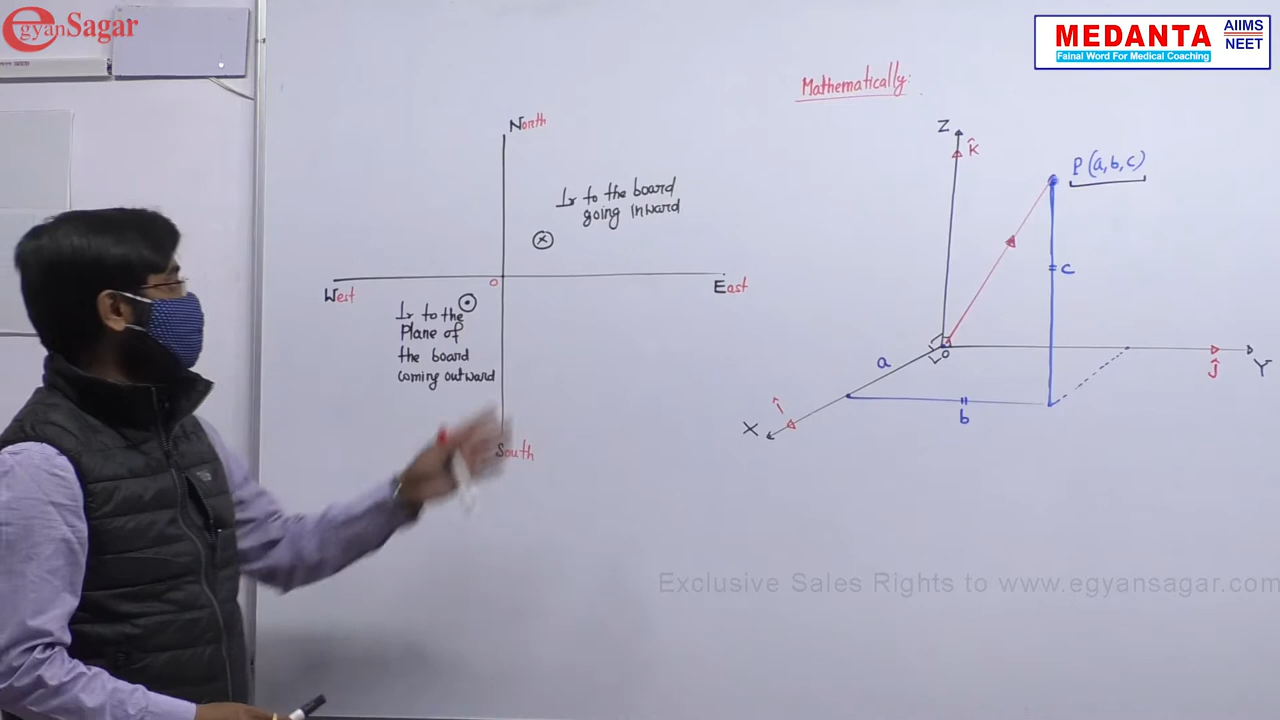 egyanSagar
MEDANTA
AIIMS
NEET
Fainal Word For Medical Coaching
Mathematically:
North
⊥r to the board
going inward
West
O
East
⊥r to the
Plane of
the board
coming outward
South
Z
k̂
P(a,b,c)
c
a
O
ĵ
Y
î
X
b
Exclusive Sales Rights to www.egyansagar.com